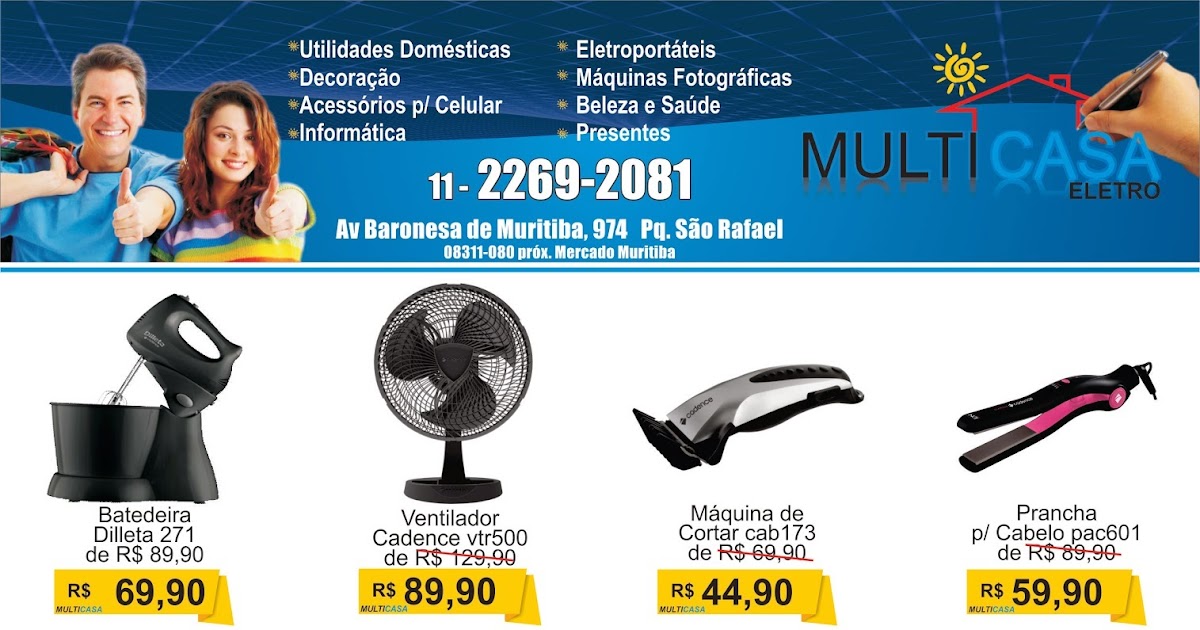 Utilidades Domésticas
Decoração
Acessórios p/ Celular
Informática
Eletroportáteis
Máquinas Fotográficas
Beleza e Saúde
Presentes
11 - 2269-2081
Av Baronesa de Muritiba, 974 Pq. São Rafael
08311-080 próx. Mercado Muritiba
MULTI CASA
ELETRO
Dilleta
Batedeira
Dilleta 271
de R$ 89,90
R$ 69,90
MULTICASA
Ventilador
Cadence vtr500
de R$ 129,90
R$ 89,90
MULTICASA
cadence
Máquina de
Cortar cab173
de R$ 69,90
R$ 44,90
MULTICASA
cadence
Prancha
p/ Cabelo pac601
de R$ 89,90
R$ 59,90
MULTICASA